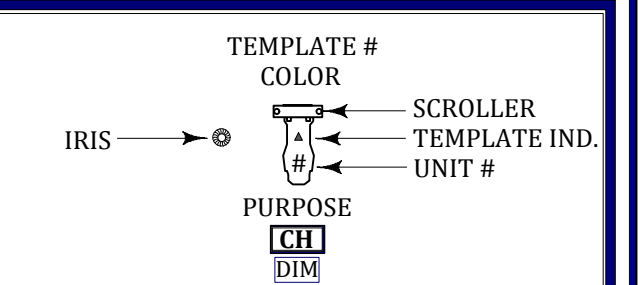 TEMPLATE #
COLOR
SCROLLER
IRIS
TEMPLATE IND.
#
UNIT #
PURPOSE
CH
DIM